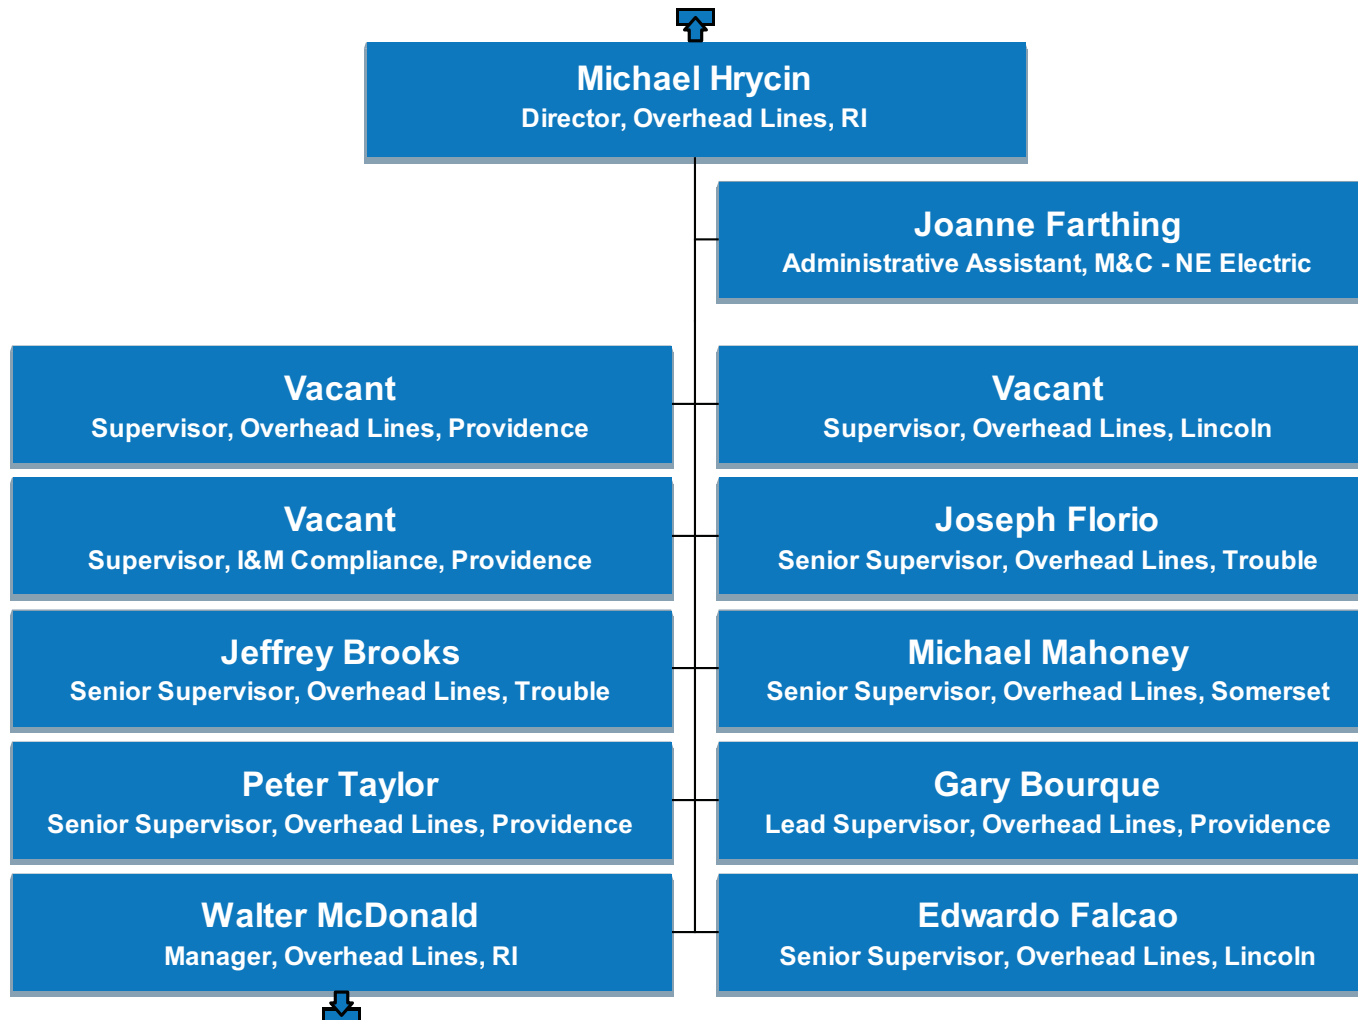 Michael Hrycin
Director, Overhead Lines, RI
Joanne Farthing
Administrative Assistant, M&C - NE Electric
Vacant
Supervisor, Overhead Lines, Providence
Vacant
Supervisor, Overhead Lines, Lincoln
Vacant
Supervisor, I&M Compliance, Providence
Joseph Florio
Senior Supervisor, Overhead Lines, Trouble
Jeffrey Brooks
Senior Supervisor, Overhead Lines, Trouble
Michael Mahoney
Senior Supervisor, Overhead Lines, Somerset
Peter Taylor
Senior Supervisor, Overhead Lines, Providence
Gary Bourque
Lead Supervisor, Overhead Lines, Providence
Walter McDonald
Manager, Overhead Lines, RI
Edwardo Falcao
Senior Supervisor, Overhead Lines, Lincoln